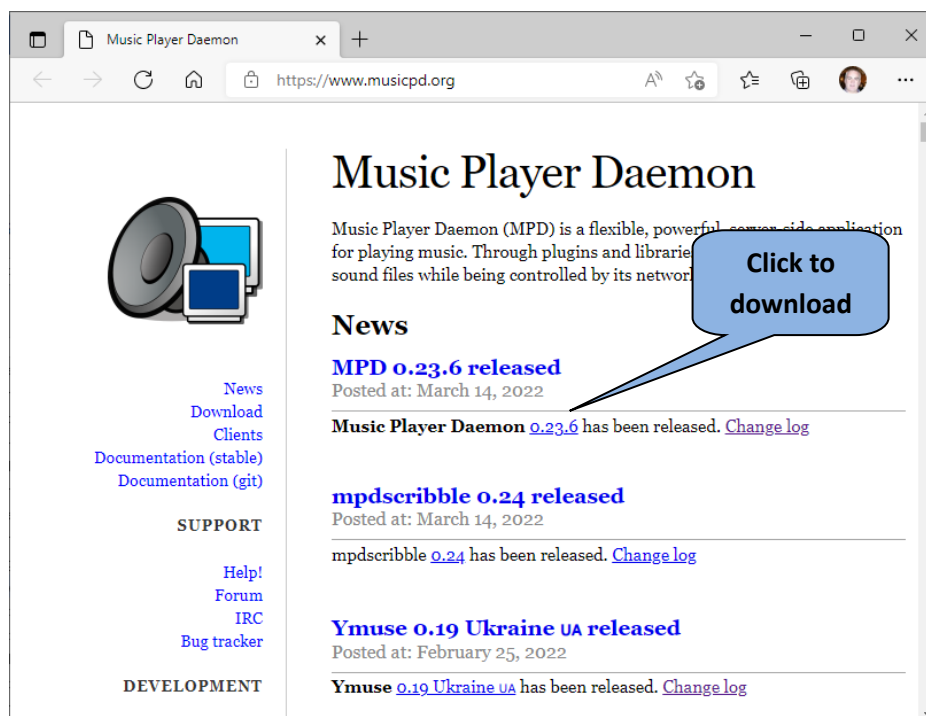 Music Player Daemon
https://www.musicpd.org
Music Player Daemon
Music Player Daemon (MPD) is a flexible, powerful, server-side application
for playing music. Through plugins and libraries
sound files while being controlled by its network
Click to
download
News
MPD 0.23.6 released
Posted at: March 14, 2022
Music Player Daemon 0.23.6 has been released. Change log
mpdscribble 0.24 released
Posted at: March 14, 2022
mpdscribble 0.24 has been released. Change log
Ymuse 0.19 Ukraine UA released
Posted at: February 25, 2022
Ymuse 0.19 Ukraine UA has been released. Change log
News
Download
Clients
Documentation (stable)
Documentation (git)
SUPPORT
Help!
Forum
IRC
Bug tracker
DEVELOPMENT